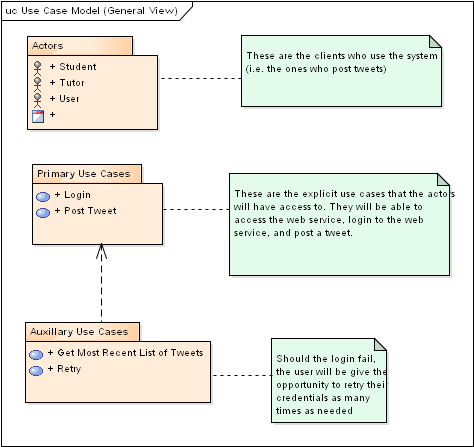 uc Use Case Model (General View)
Actors
+ Student
+ Tutor
+ User
+
These are the clients who use the system
(i.e. the ones who post tweets)
Primary Use Cases
+ Login
+ Post Tweet
These are the explicit use cases that the actors
will have access to. They will be able to
access the web service, login to the web
service, and post a tweet.
Auxillary Use Cases
+ Get Most Recent List of Tweets
+ Retry
Should the login fail,
the user will be give the
opportunity to retry their
credentials as many
times as needed